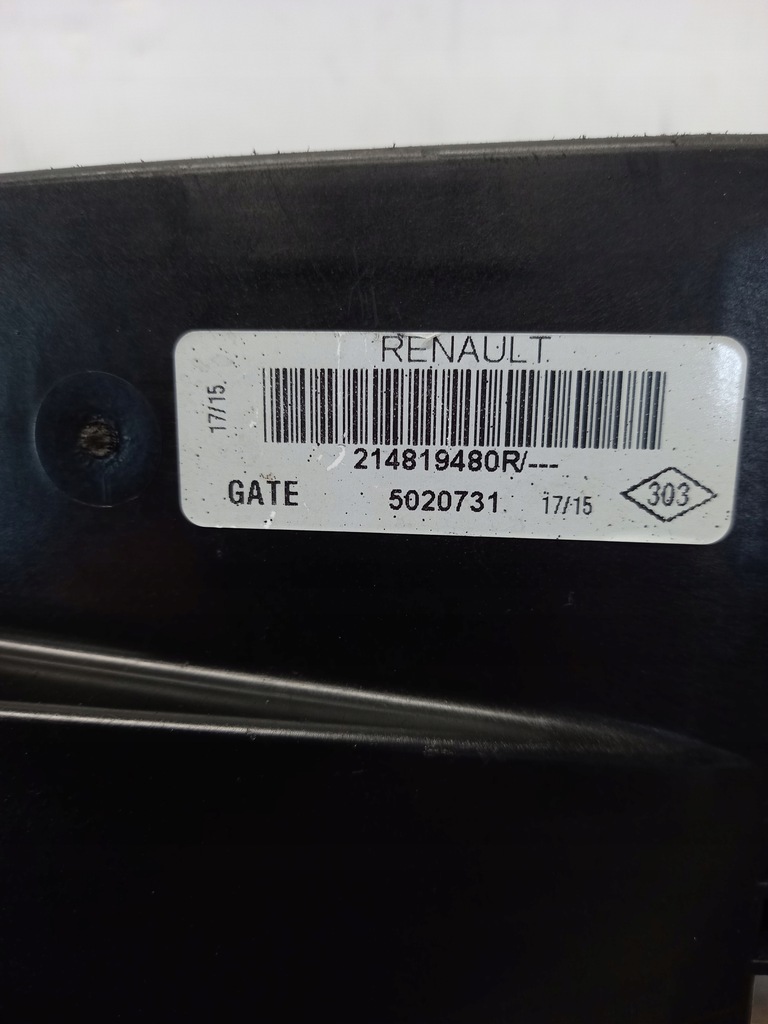 RENAULT
17/15
214819480R/---
GATE 5020731 17/15 303